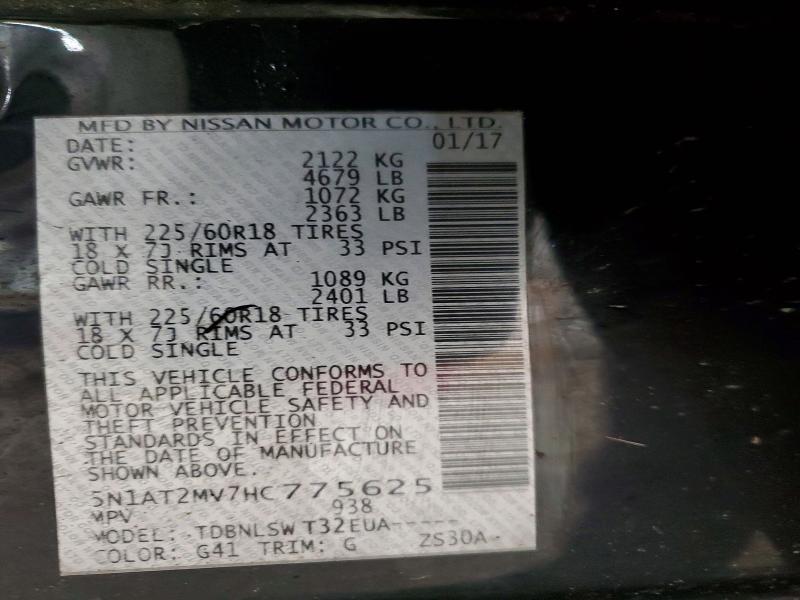 MFD BY NISSAN MOTOR CO., LTD.
DATE: 01/17
GVWR: 2122 KG
4679 LB
GAWR FR.: 1072 KG
2363 LB
WITH 225/60R18 TIRES
18 X 7J RIMS AT 33 PSI
COLD SINGLE
GAWR RR.: 1089 KG
2401 LB
WITH 225/60R18 TIRES
18 X 7J RIMS AT 33 PSI
COLD SINGLE
THIS VEHICLE CONFORMS TO
ALL APPLICABLE FEDERAL
MOTOR VEHICLE SAFETY AND
THEFT PREVENTION
STANDARDS IN EFFECT ON
THE DATE OF MANUFACTURE
SHOWN ABOVE.
5N1AT2MV7HC775625
MPV 938
MODEL: TDBNLSW T32EUA-----
COLOR: G41 TRIM: G ZS30A-